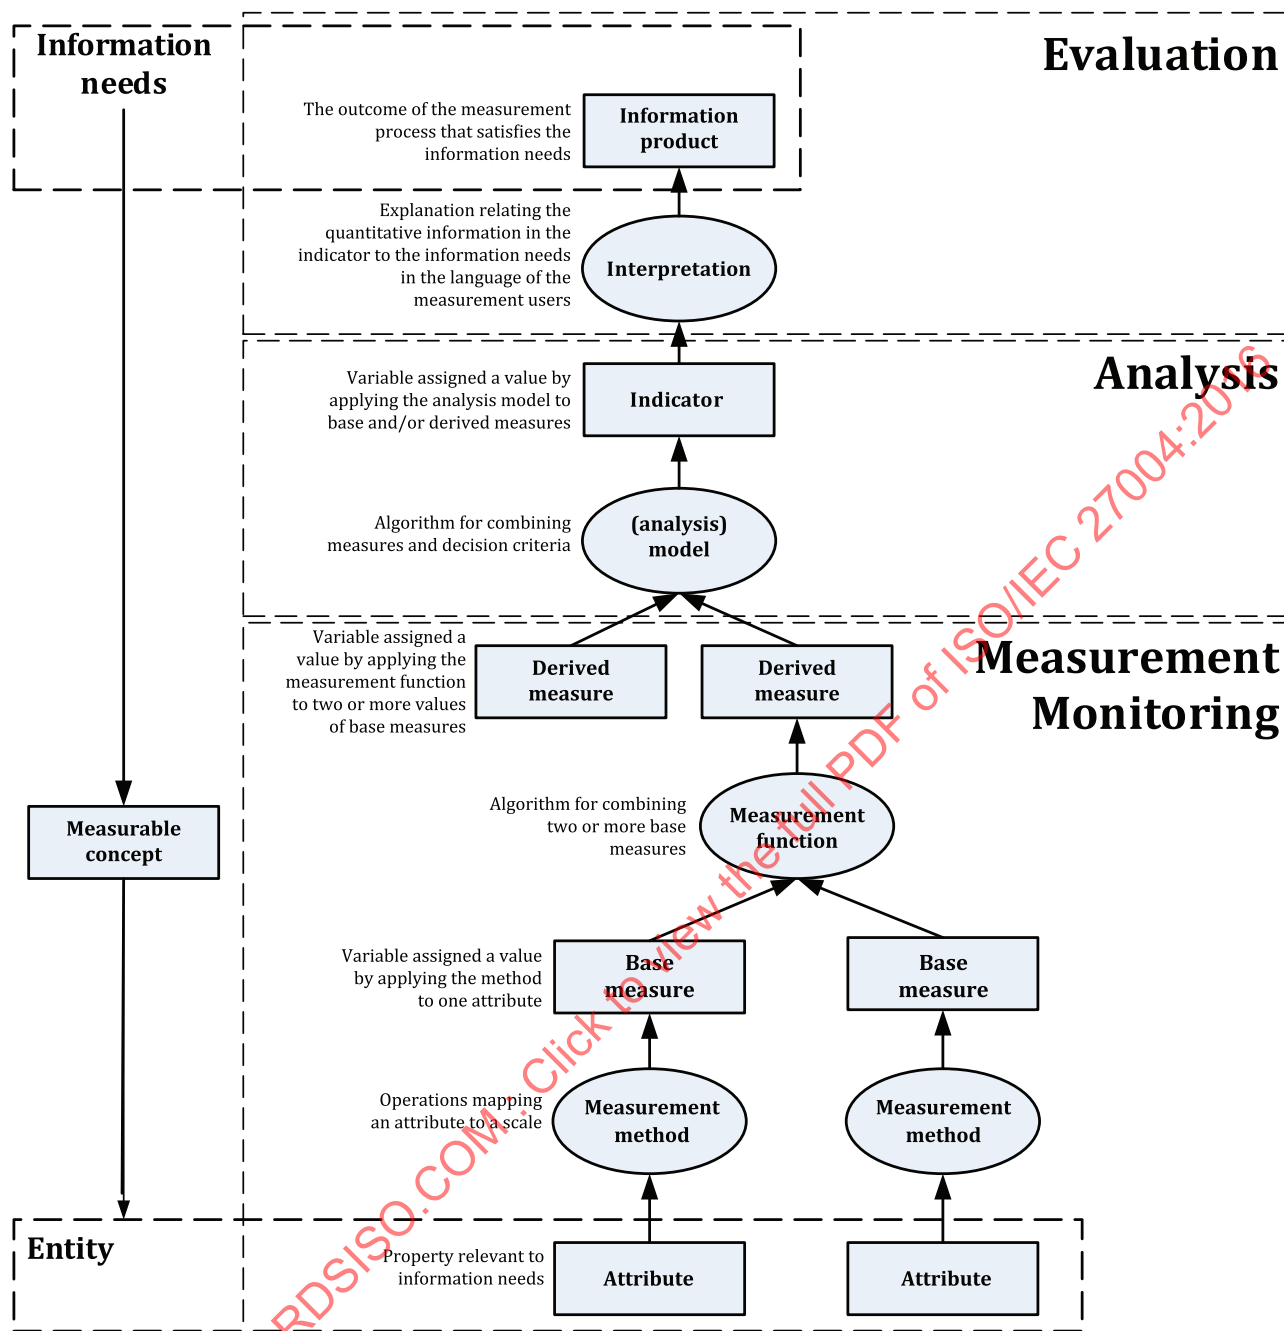 Information
needs
Evaluation
The outcome of the measurement
process that satisfies the
information needs
Information
product
Explanation relating the
quantitative information in the
indicator to the information needs
in the language of the
measurement users
Interpretation
Analysis
Variable assigned a value by
applying the analysis model to
base and/or derived measures
Indicator
Algorithm for combining
measures and decision criteria
(analysis)
model
Measurement
Monitoring
Variable assigned a
value by applying the
measurement function
to two or more values
of base measures
Derived
measure
Derived
measure
Algorithm for combining
two or more base
measures
Measurement
function
Measurable
concept
Variable assigned a value
by applying the method
to one attribute
Base
measure
Base
measure
Operations mapping
an attribute to a scale
Measurement
method
Measurement
method
Entity
Property relevant to
information needs
Attribute
Attribute
RDSISO.COM : Click to view the full PDF of ISO/IEC 27004:2016